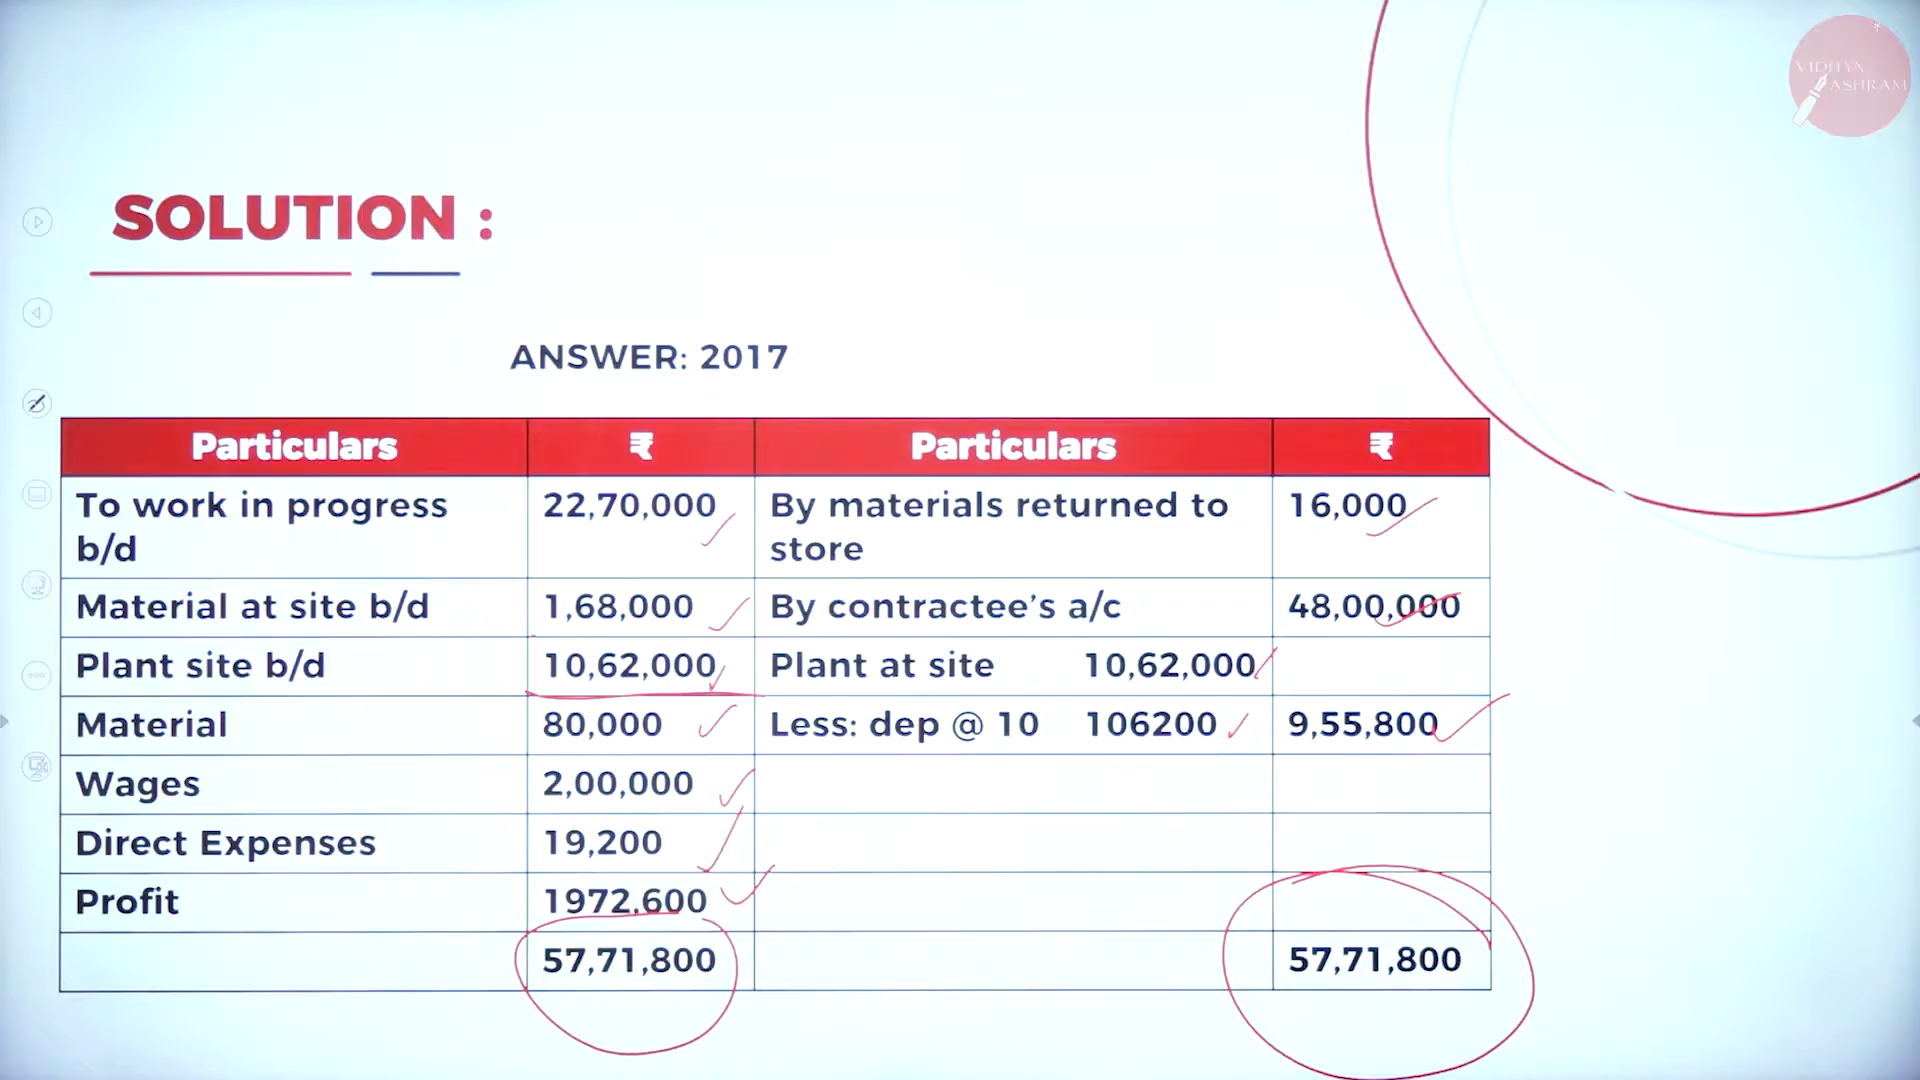 VIDHYA
ASHRAM
SOLUTION :
ANSWER: 2017
Particulars ₹ Particulars ₹
To work in progress b/d 22,70,000 By materials returned to store 16,000
Material at site b/d 1,68,000 By contractee's a/c 48,00,000
Plant site b/d 10,62,000 Plant at site 10,62,000
Material 80,000 Less: dep @ 10 106200 9,55,800
Wages 2,00,000
Direct Expenses 19,200
Profit 1972,600
57,71,800 57,71,800